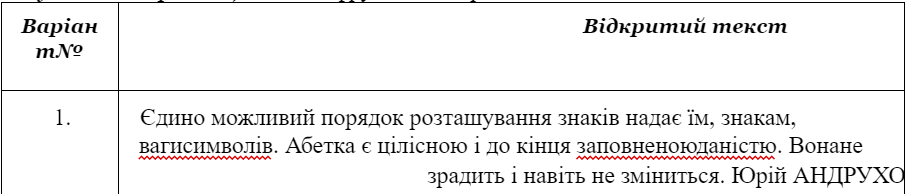 Варіан
т№
Відкритий текст
1.
Єдино можливий порядок розташування знаків надає їм, знакам,
вагисимволів. Абетка є цілісною і до кінця заповненоюданістю. Вонане
зрадить і навіть не зміниться. Юрій АНДРУХО